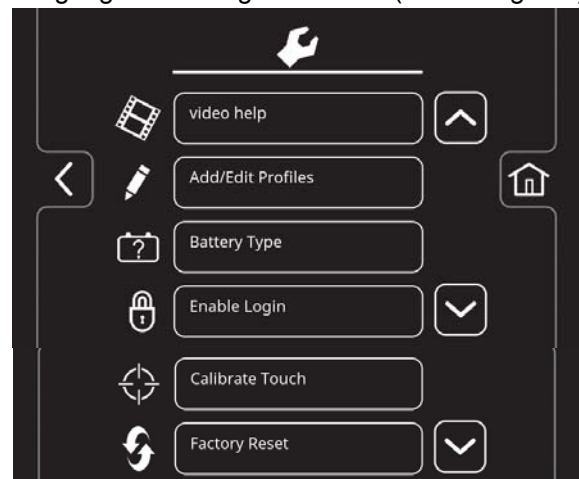 video help
Add/Edit Profiles
?
Battery Type
Enable Login
Calibrate Touch
Factory Reset